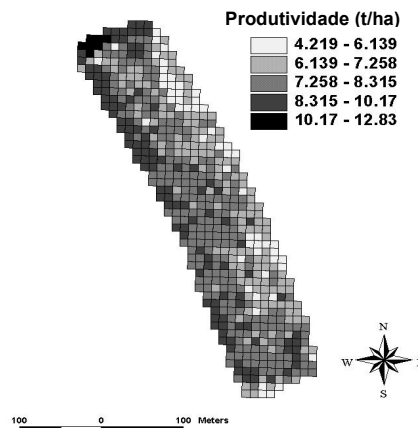 Produtividade (t/ha)
4.219 - 6.139
6.139 - 7.258
7.258 - 8.315
8.315 - 10.17
10.17 - 12.83
N
W
S
100 0 100 Meters